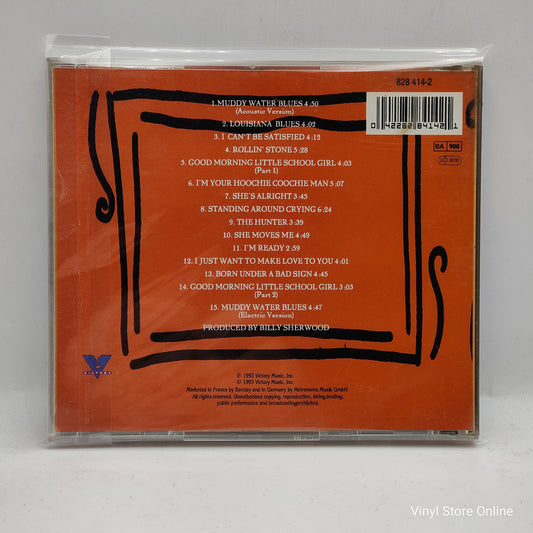 828 414-2
1. MUDDY WATER BLUES 4:50
(Acoustic Version)
2. LOUISIANA BLUES 4:02
3. I CAN'T BE SATISFIED 4:12
4. ROLLIN' STONE 5:28
5. GOOD MORNING LITTLE SCHOOL GIRL 4:03
(Part 1)
6. I'M YOUR HOOCHIE COOCHIE MAN 5:07
7. SHE'S ALRIGHT 3:45
8. STANDING AROUND CRYING 6:24
9. THE HUNTER 3:39
10. SHE MOVES ME 4:49
11. I'M READY 2:59
12. I JUST WANT TO MAKE LOVE TO YOU 4:01
13. BORN UNDER A BAD SIGN 4:45
14. GOOD MORNING LITTLE SCHOOL GIRL 3:03
(Part 2)
15. MUDDY WATER BLUES 4:47
(Electric Version)
PRODUCED BY BILLY SHERWOOD
0 42282 84142 1
BA 900
VICTORY
℗ 1993 Victory Music, Inc.
© 1993 Victory Music, Inc.
Marketed in France by Barclay and in Germany by Metronome Musik GmbH
All rights reserved. Unauthorised copying, reproduction, hiring, lending,
public performance and broadcasting prohibited.
Vinyl Store Online